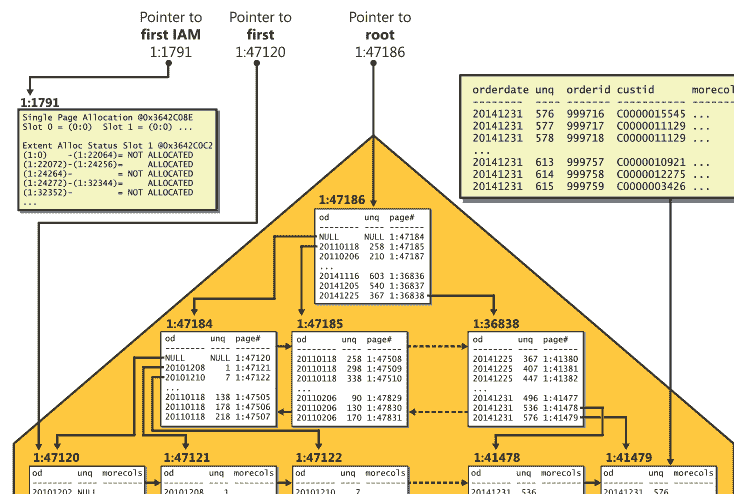 Pointer to
first IAM
1:1791
Pointer to
first
1:47120
Pointer to
root
1:47186
1:1791
Single Page Allocation @0x3642C08E
Slot 0 = (0:0)  Slot 1 = (0:0) ...
Extent Alloc Status Slot 1 @0x3642C0C2
(1:0)     -(1:22064)= NOT ALLOCATED
(1:22072)-(1:24256)=     ALLOCATED
(1:24264)-         = NOT ALLOCATED
(1:24272)-(1:32344)=     ALLOCATED
(1:32352)-         = NOT ALLOCATED
...
orderdate unq orderid custid morecols
--------- --- ------- ------ --------
20141231 576 999716 C0000015545 ...
20141231 577 999717 C0000011129 ...
20141231 578 999718 C0000011129 ...
...
20141231 613 999757 C0000010921 ...
20141231 614 999758 C0000012275 ...
20141231 615 999759 C0000003426 ...
1:47186
od unq page#
NULL NULL 1:47184
20110118 258 1:47185
20110206 210 1:47187
...
20141116 603 1:36836
20141205 540 1:36837
20141225 367 1:36838
1:47184
od unq page#
NULL NULL 1:47120
20101208 1 1:47121
20101210 7 1:47122
...
20110118 138 1:47505
20110118 178 1:47506
20110118 218 1:47507
1:47185
od unq page#
20110118 258 1:47508
20110118 298 1:47509
20110118 338 1:47510
...
20110206 90 1:47829
20110206 130 1:47830
20110206 170 1:47831
1:36838
od unq page#
20141225 367 1:41380
20141225 407 1:41381
20141225 447 1:41382
...
20141231 496 1:41477
20141231 536 1:41478
20141231 576 1:41479
1:47120
od unq morecols
20101202 NULL
1:47121
od unq morecols
20101208 1
1:47122
od unq morecols
20101210 7
1:41478
od unq morecols
20141231 536
1:41479
od unq morecols
20141231 576